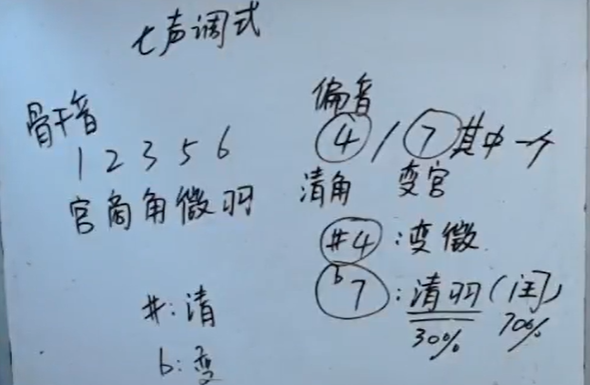 七声调式
骨干音
1 2 3 5 6
宫商角徵羽
#:清
b:变
偏音
4/7其中一个
清角 变宫
#4:变徵
b7:清羽(闰)
30% 70%